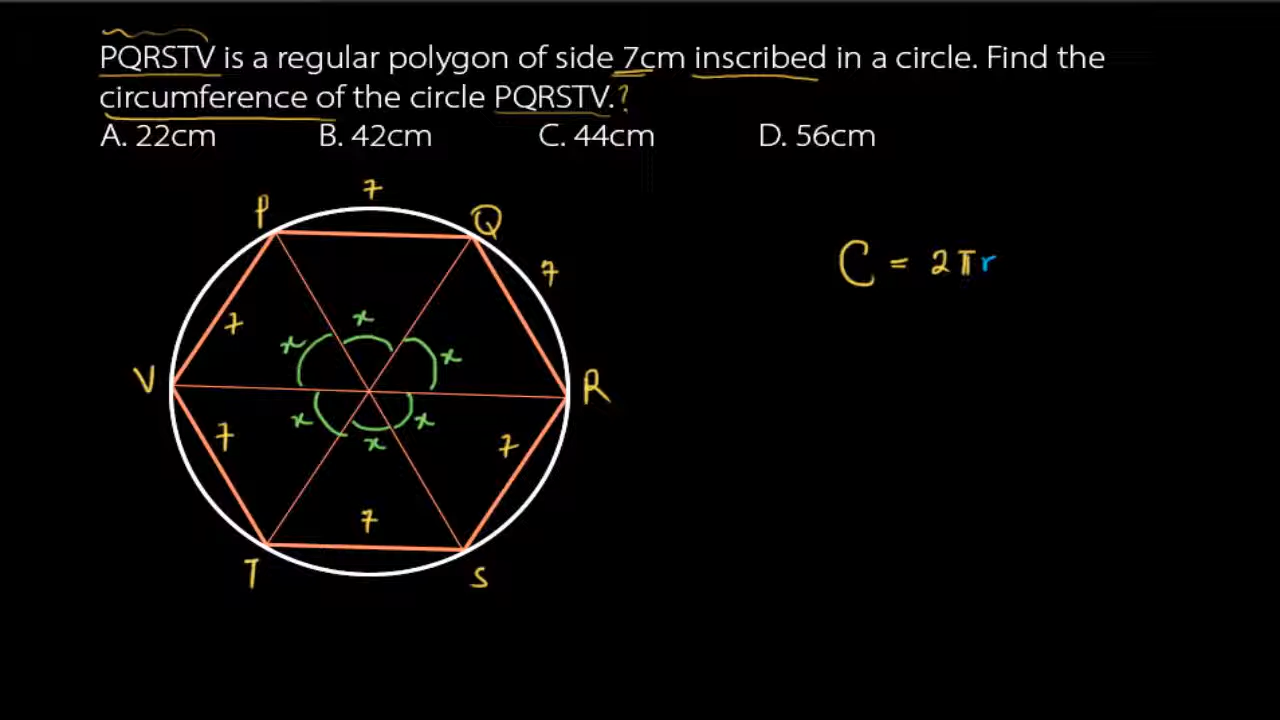 PQRSTV is a regular polygon of side 7cm inscribed in a circle. Find the
circumference of the circle PQRSTV.?
A. 22cm B. 42cm C. 44cm D. 56cm
7
P Q
7
C = 2πr
7 x
x x
V R
x x
7 x 7
7
T S